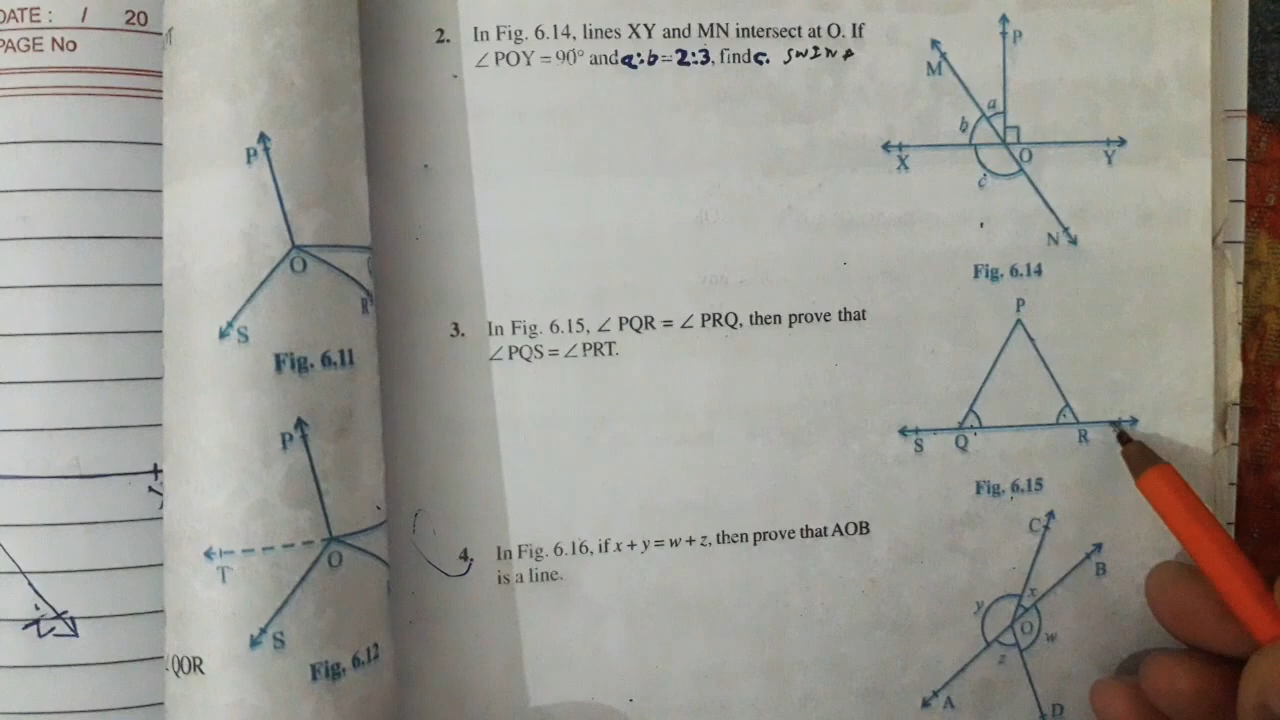 DATE : / 20
PAGE No
P
O
S
R
Fig. 6.11
P
T
O
S
Fig. 6.12
QOR
2. In Fig. 6.14, lines XY and MN intersect at O. If
∠ POY = 90° and a:b = 2:3, find c.
M
P
a
b
X
O
Y
c
N
Fig. 6.14
3. In Fig. 6.15, ∠ PQR = ∠ PRQ, then prove that
∠ PQS = ∠ PRT.
P
S
Q
R
Fig. 6.15
4. In Fig. 6.16, if x + y = w + z, then prove that AOB
is a line.
C
B
x
y
O
w
z
A
D